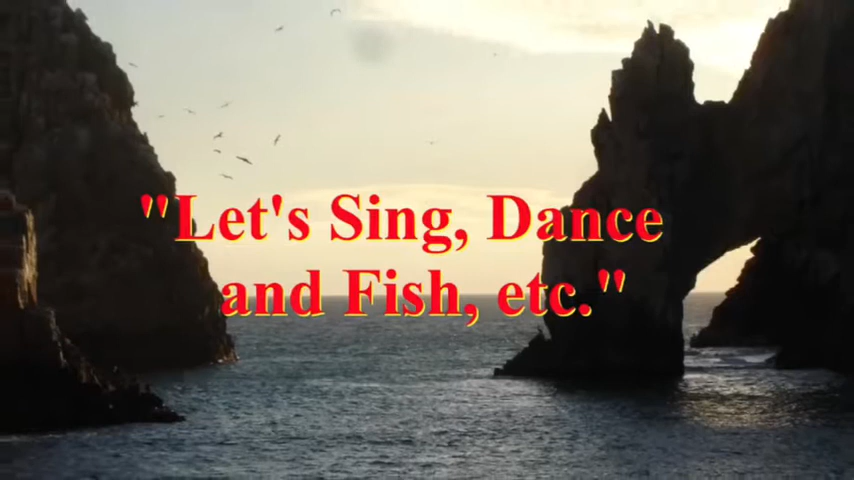 "Let's Sing, Dance
and Fish, etc."